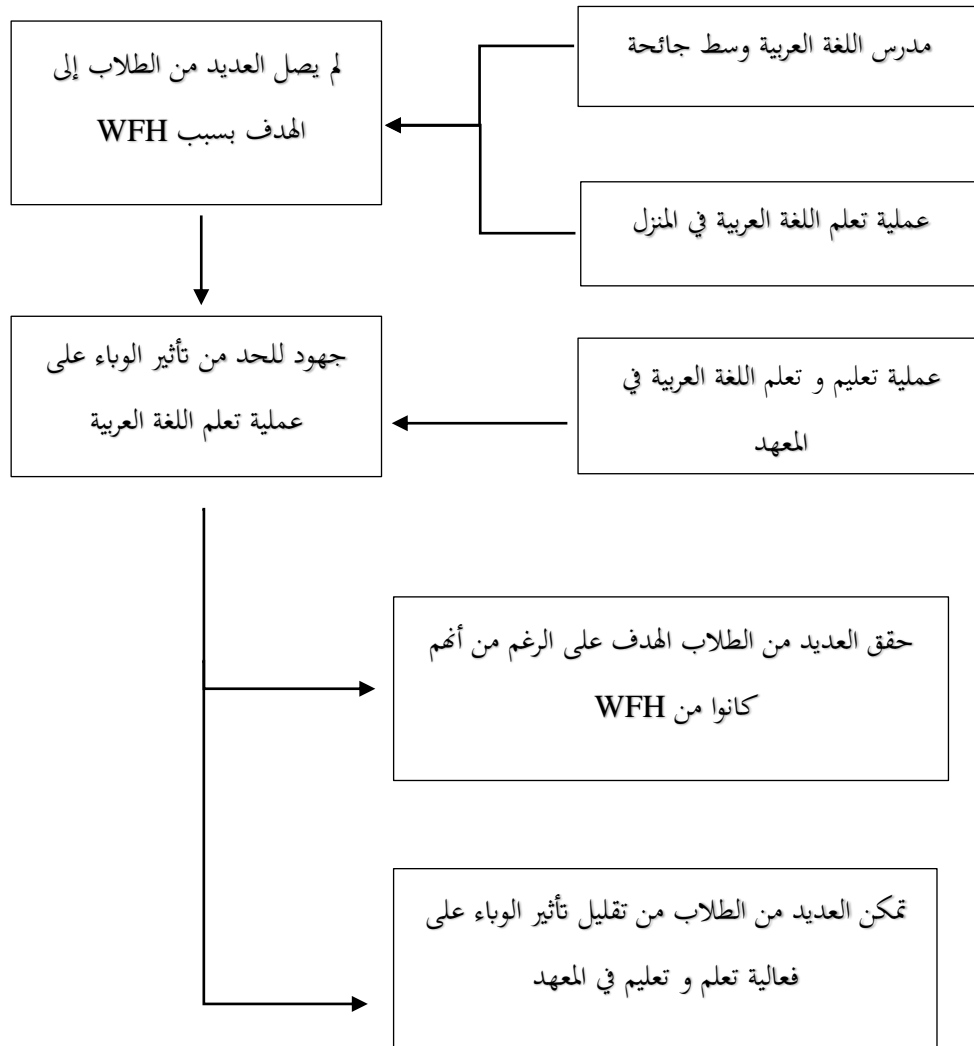 مدرس اللغة العربية وسط جائحة
عملية تعلم اللغة العربية في المنزل
لم يصل العديد من الطلاب إلى
الهدف بسبب WFH
عملية تعليم و تعلم اللغة العربية في
المعهد
جهود للحد من تأثير الوباء على
عملية تعلم اللغة العربية
حقق العديد من الطلاب الهدف على الرغم من أنهم
كانوا من WFH
تمكن العديد من الطلاب من تقليل تأثير الوباء على
فعالية تعلم و تعليم في المعهد